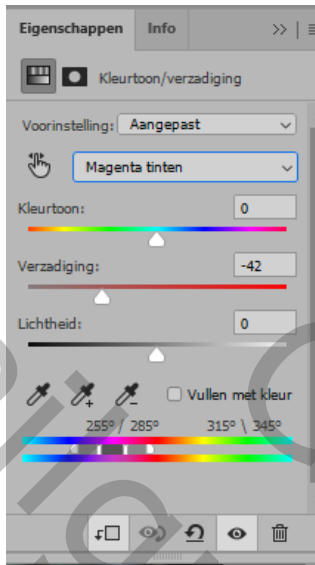 Eigenschappen Info
Kleurtoon/verzadiging
Voorinstelling: Aangepast
Magenta tinten
Kleurtoon: 0
Verzadiging: -42
Lichtheid: 0
Vullen met kleur
255° / 285° 315° \ 345°